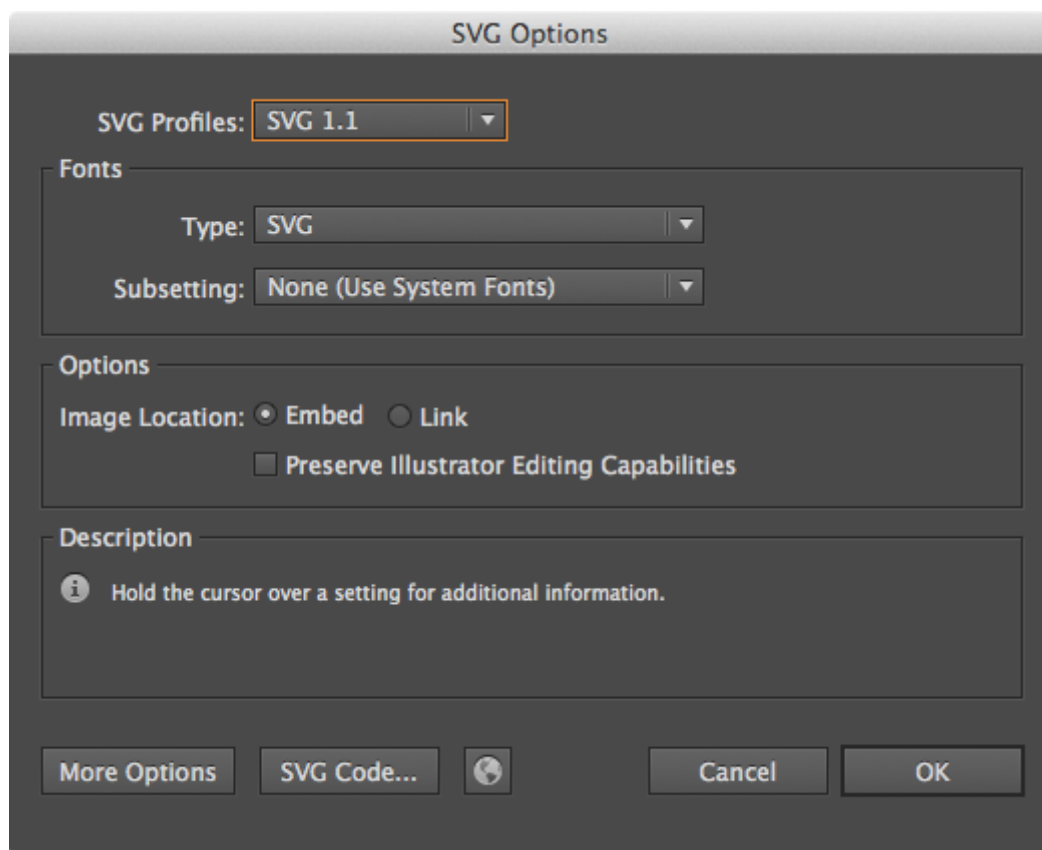 SVG Options
SVG Profiles: SVG 1.1
Fonts
Type: SVG
Subsetting: None (Use System Fonts)
Options
Image Location: Embed Link
Preserve Illustrator Editing Capabilities
Description
Hold the cursor over a setting for additional information.
More Options SVG Code... Cancel OK